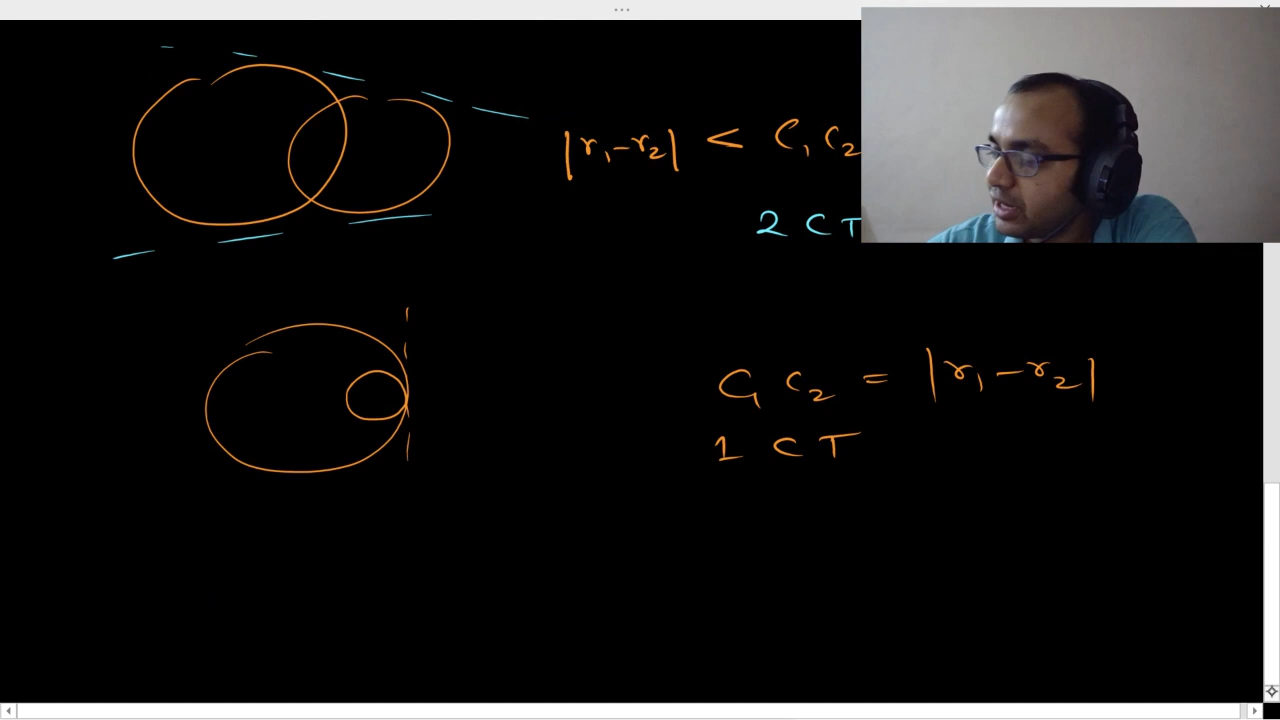 |r₁-r₂| < C₁C₂
2 CT
C₁C₂ = |r₁-r₂|
1 CT